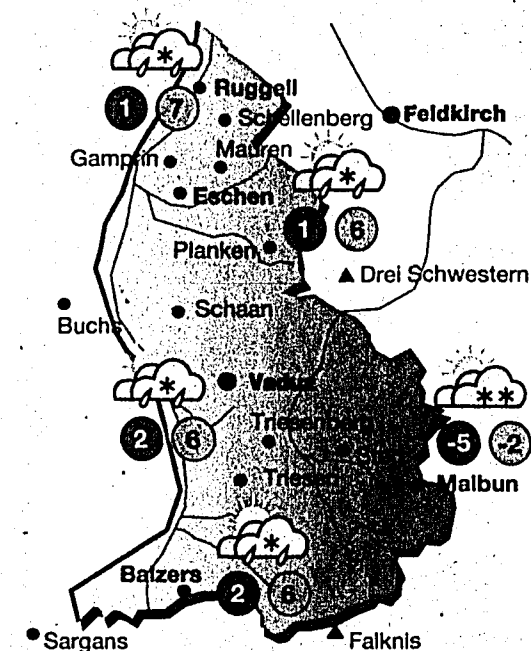 Ruggell
1 7
Schellenberg
Feldkirch
Mauren
Gamprin
Eschen
1 6
Planken
Drei Schwestern
Schaan
Buchs
Vaduz
2 6
Triesenberg
-5 -2
Triesen
Malbun
Balzers
2 6
Sargans
Falknis